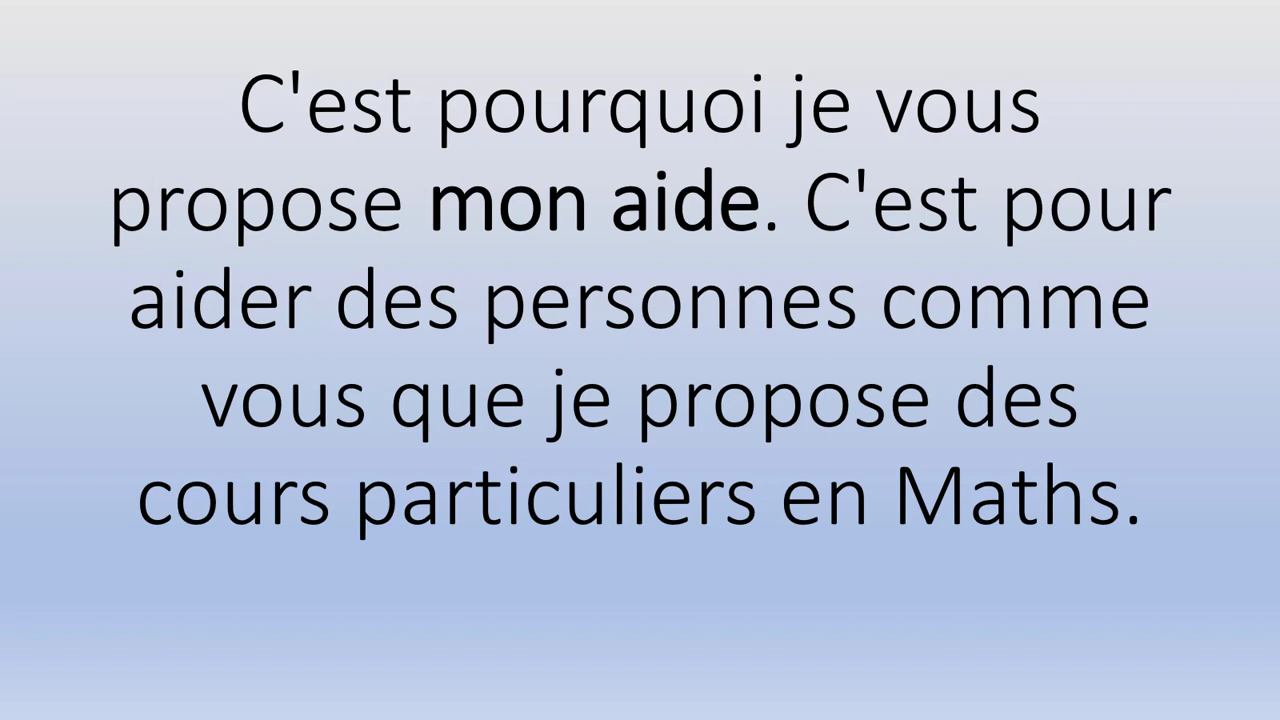 C'est pourquoi je vous
propose mon aide. C'est pour
aider des personnes comme
vous que je propose des
cours particuliers en Maths.